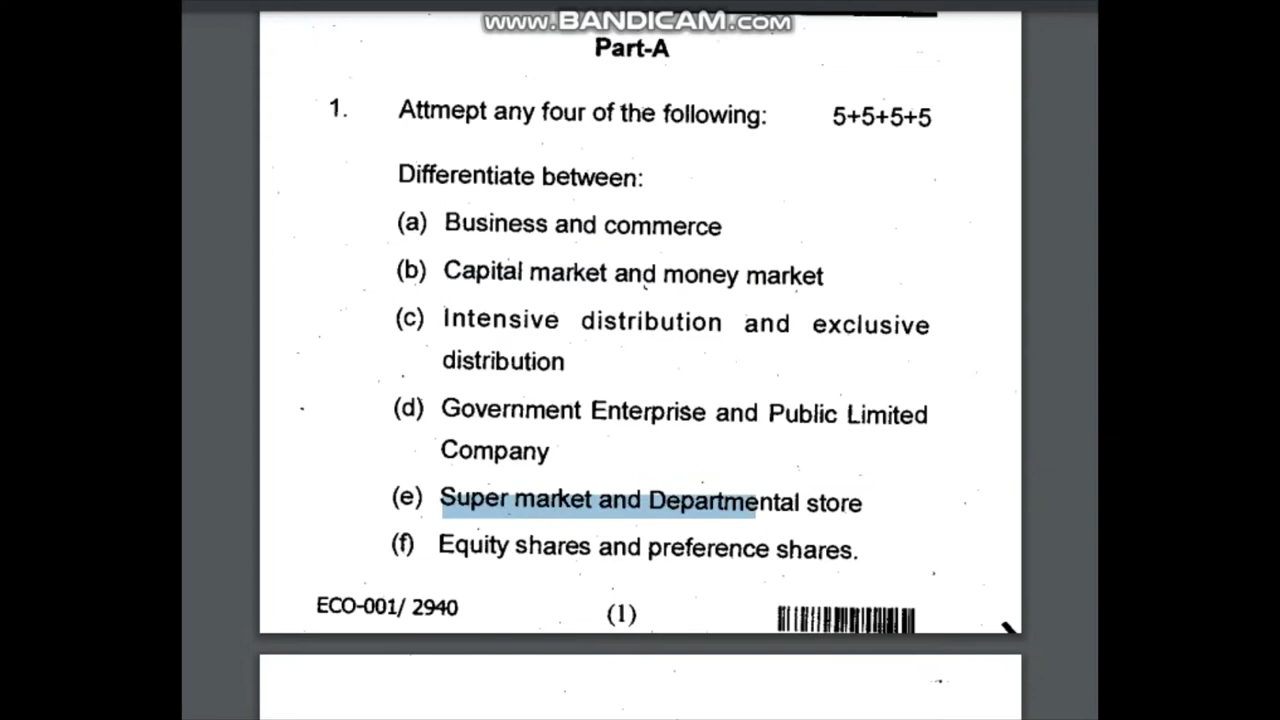 www.BANDICAM.com
Part-A
1. Attmept any four of the following: 5+5+5+5
Differentiate between:
(a) Business and commerce
(b) Capital market and money market
(c) Intensive distribution and exclusive
distribution
(d) Government Enterprise and Public Limited
Company
(e) Super market and Departmental store
(f) Equity shares and preference shares.
ECO-001/ 2940 (1)